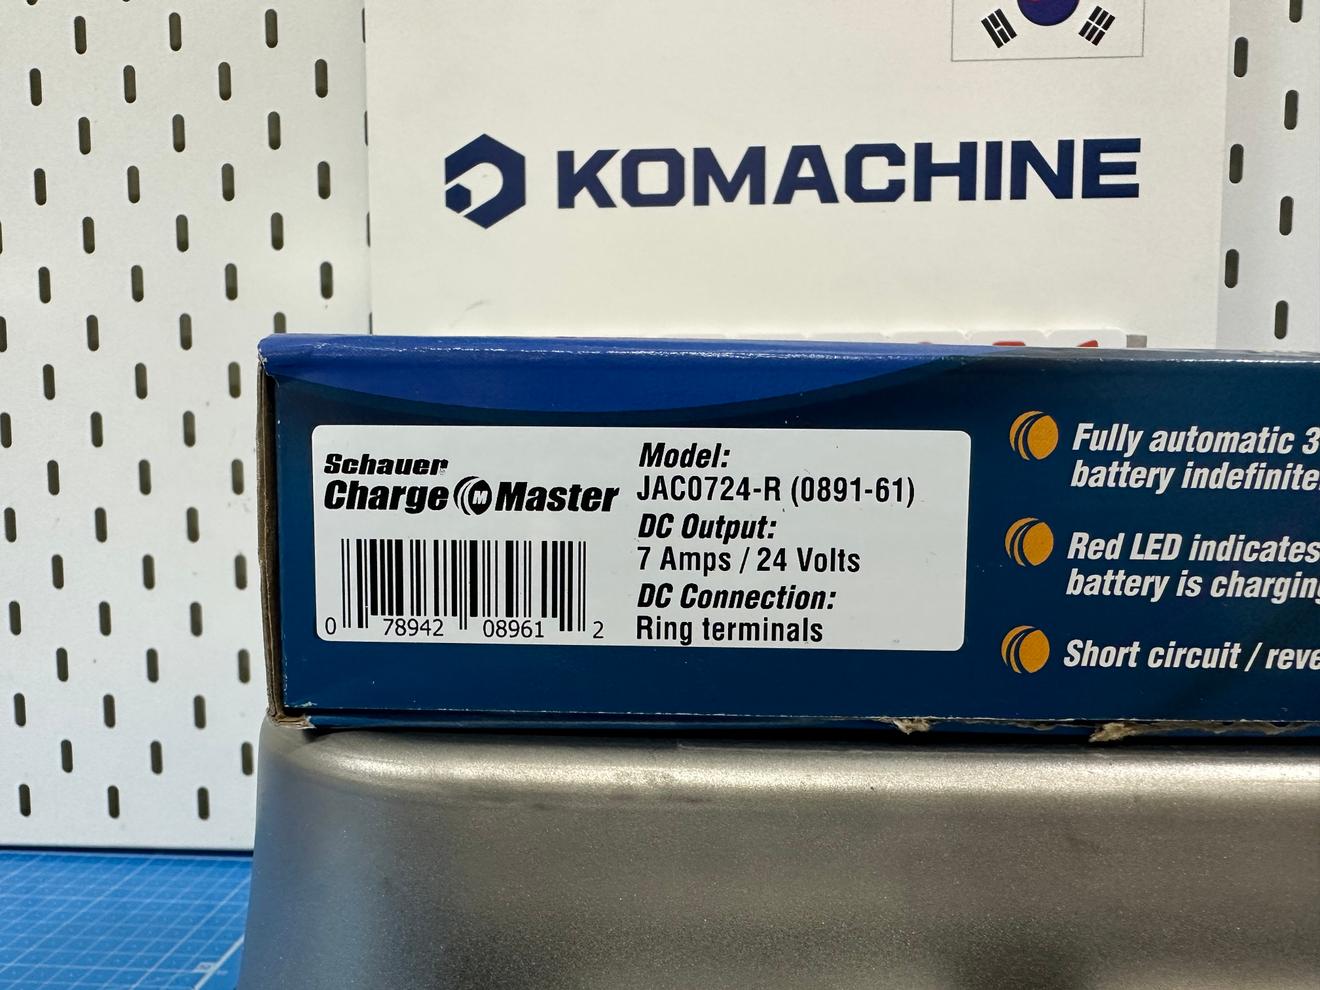 KOMACHINE
Schauer
Charge M Master
0 78942 08961 2
Model:
JAC0724-R (0891-61)
DC Output:
7 Amps / 24 Volts
DC Connection:
Ring terminals
Fully automatic 3
battery indefinite
Red LED indicates
battery is charging
Short circuit / reve